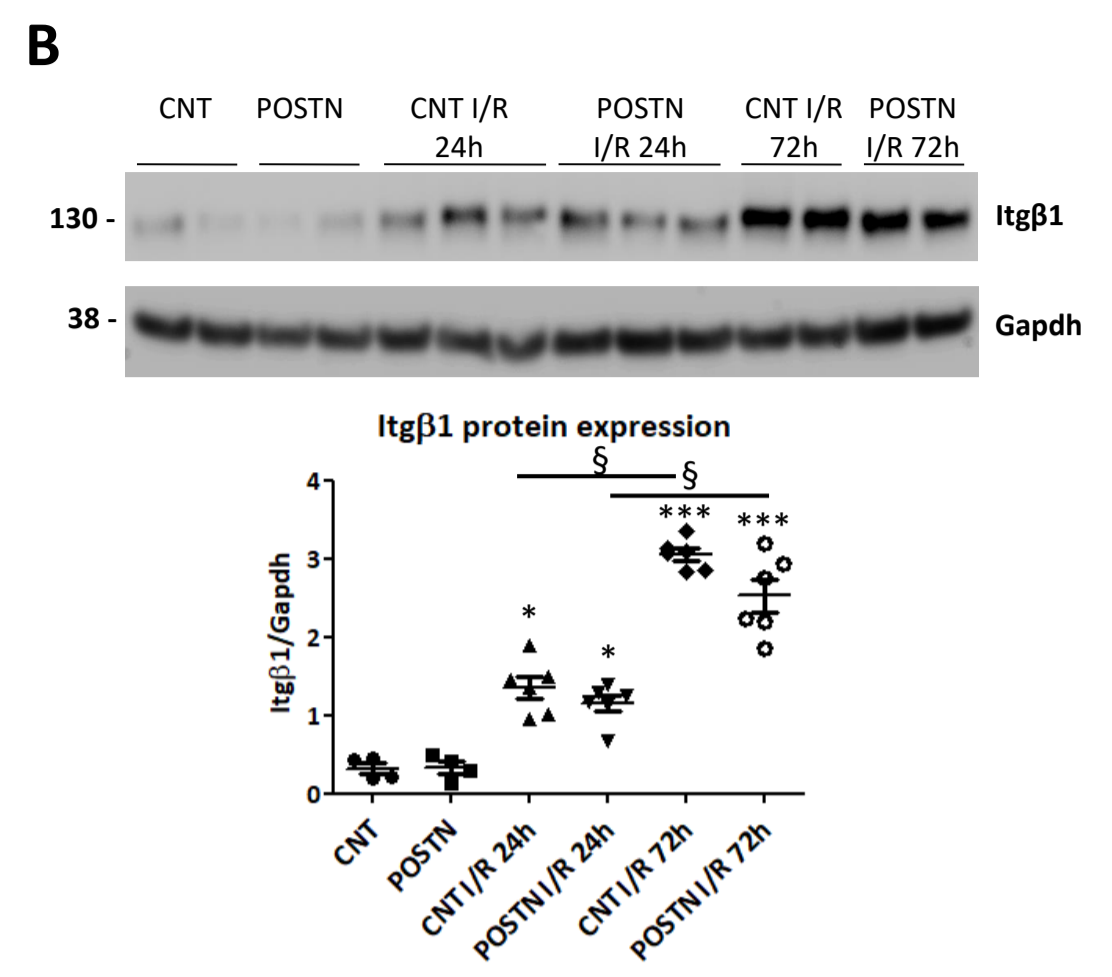 B
CNT POSTN CNT I/R 24h POSTN I/R 24h CNT I/R 72h POSTN I/R 72h
130 - Itgβ1
38 - Gapdh
Itgβ1 protein expression
§
§
4
***
***
3
*
2
*
1
0
Itgβ1/Gapdh
CNT
POSTN
CNT I/R 24h
POSTN I/R 24h
CNT I/R 72h
POSTN I/R 72h